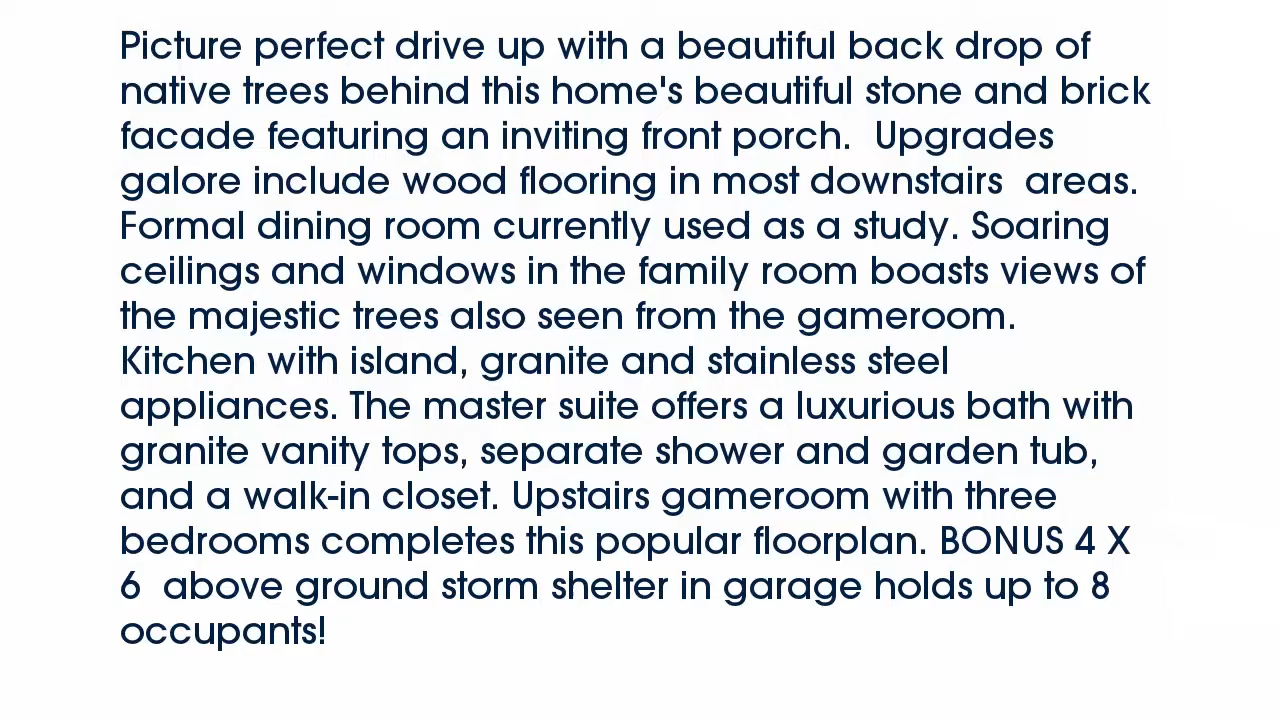 Picture perfect drive up with a beautiful back drop of
native trees behind this home's beautiful stone and brick
facade featuring an inviting front porch.  Upgrades
galore include wood flooring in most downstairs  areas.
Formal dining room currently used as a study. Soaring
ceilings and windows in the family room boasts views of
the majestic trees also seen from the gameroom.
Kitchen with island, granite and stainless steel
appliances. The master suite offers a luxurious bath with
granite vanity tops, separate shower and garden tub,
and a walk-in closet. Upstairs gameroom with three
bedrooms completes this popular floorplan. BONUS 4 X
6  above ground storm shelter in garage holds up to 8
occupants!